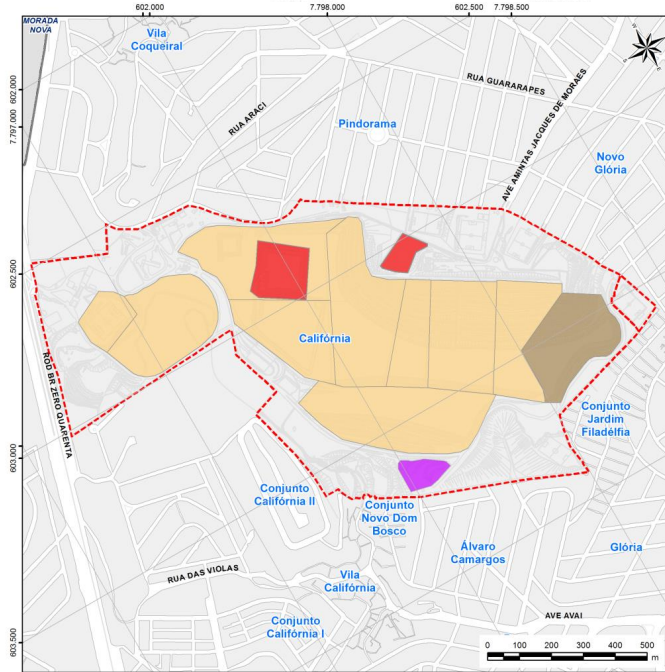 602.000
7.798.000
602.500
7.798.500
MORADA
NOVA
Vila
Coqueiral
W
N
S
E
RUA GUARARAPES
602.000
7.797.000
RUA ARACI
Pindorama
AVE AMINTAS JACQUES DE MORAES
Novo
Glória
602.500
Califórnia
ROD BR ZERO QUARENTA
Conjunto
Jardim
Filadélfia
603.000
Conjunto
Califórnia II
Conjunto
Novo Dom
Bosco
Álvaro
Camargos
Glória
RUA DAS VIOLAS
Vila
Califórnia
Conjunto
Califórnia I
AVE AVAI
603.500
0 100 200 300 400 500
m